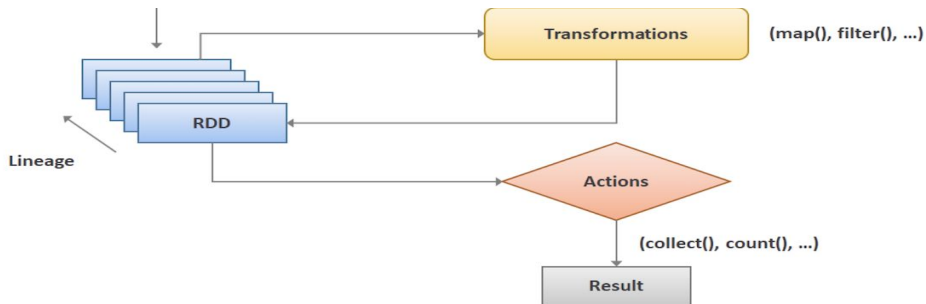 Transformations
(map(), filter(), ...)
RDD
Lineage
Actions
(collect(), count(), ...)
Result